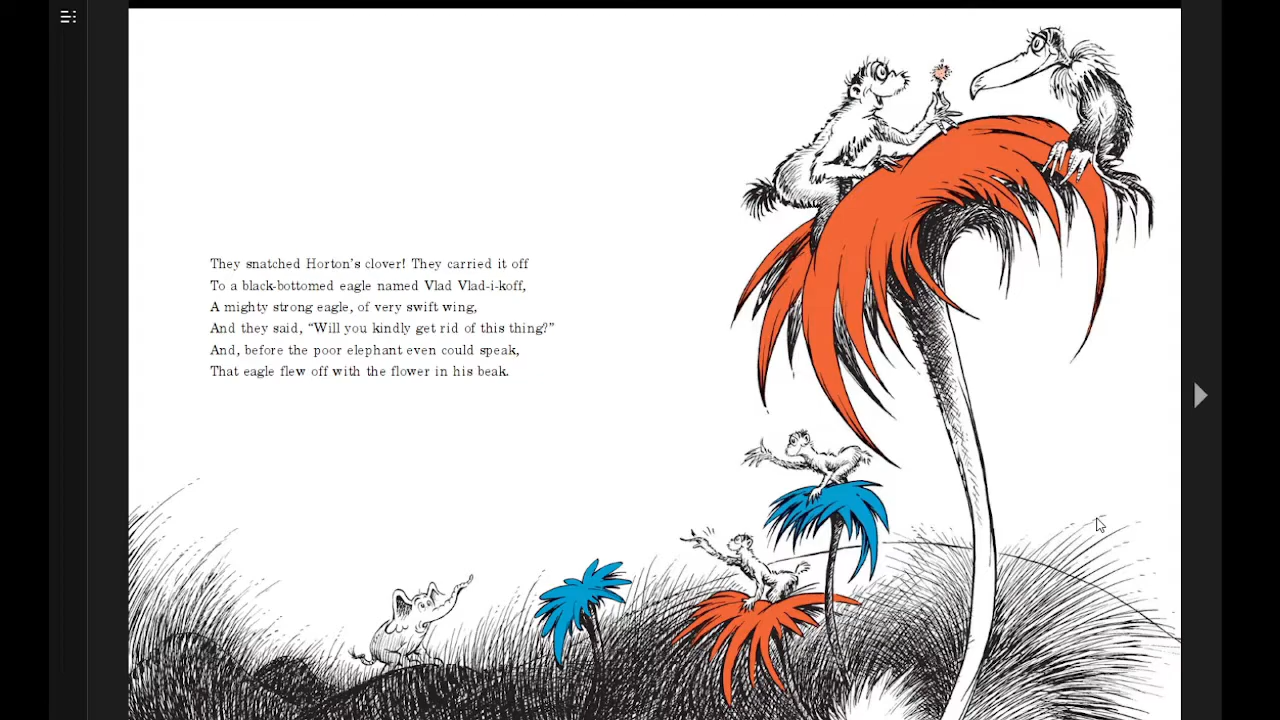 They snatched Horton's clover! They carried it off
To a black-bottomed eagle named Vlad Vlad-i-koff,
A mighty strong eagle, of very swift wing,
And they said, “Will you kindly get rid of this thing?”
And, before the poor elephant even could speak,
That eagle flew off with the flower in his beak.